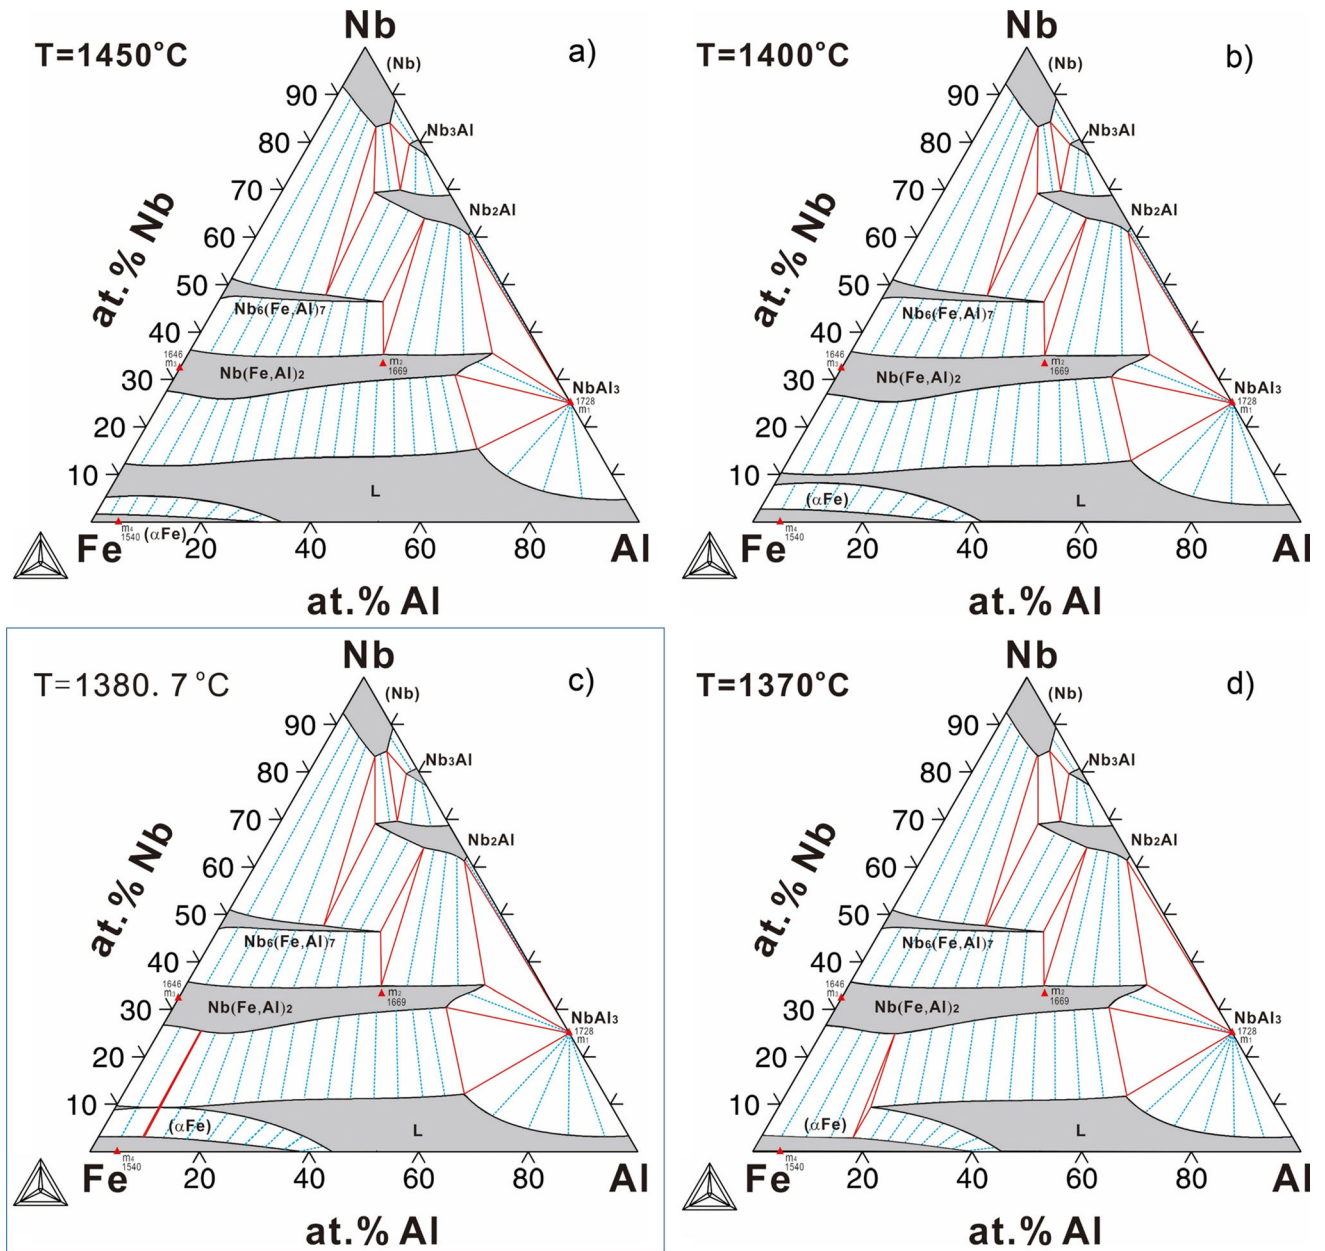 Nb
T=1450°C
a)
(Nb)
90
Nb3Al
80
70
Nb2Al
60
at.% Nb
50
Nb6(Fe,Al)7
40
1646
m3
m2
1669
Nb(Fe,Al)2
30
NbAl3
1728
m1
20
10
L
m4
1540
(αFe)
Fe
20
40
60
80
Al
at.% Al
Nb
T=1400°C
b)
(Nb)
90
Nb3Al
80
70
Nb2Al
60
at.% Nb
50
Nb6(Fe,Al)7
40
1646
m3
m2
1669
Nb(Fe,Al)2
30
NbAl3
1728
m1
20
10
(αFe)
L
m4
1540
Fe
20
40
60
80
Al
at.% Al
Nb
T=1380. 7°C
c)
(Nb)
90
Nb3Al
80
70
Nb2Al
60
at.% Nb
50
Nb6(Fe,Al)7
40
1646
m3
m2
1669
Nb(Fe,Al)2
30
NbAl3
1728
m1
20
10
(αFe)
L
m4
1540
Fe
20
40
60
80
Al
at.% Al
Nb
T=1370°C
d)
(Nb)
90
Nb3Al
80
70
Nb2Al
60
at.% Nb
50
Nb6(Fe,Al)7
40
1646
m3
m2
1669
Nb(Fe,Al)2
30
NbAl3
1728
m1
20
10
(αFe)
L
m4
1540
Fe
20
40
60
80
Al
at.% Al